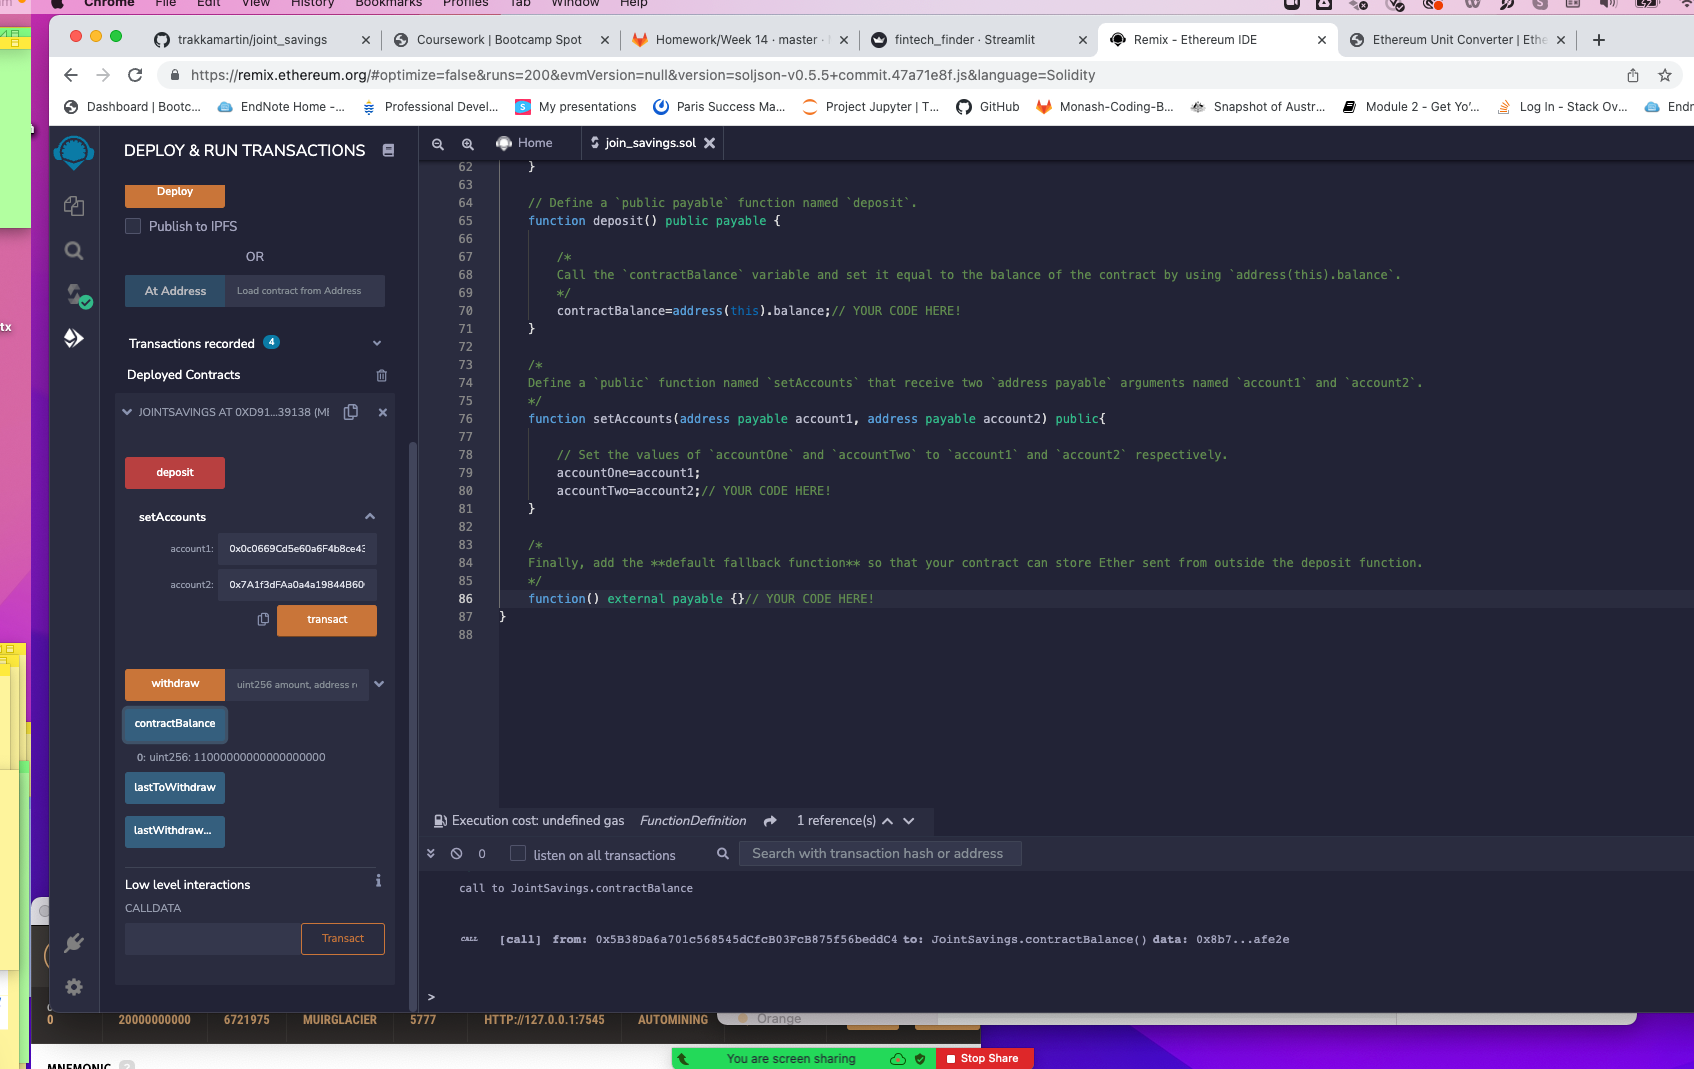 Chrome File Edit View History Bookmarks Profiles Tab Window Help
trakkamartin/joint_savings
Coursework | Bootcamp Spot
Homework/Week 14 · master ·
fintech_finder · Streamlit
Remix - Ethereum IDE
Ethereum Unit Converter | Ethe
https://remix.ethereum.org/#optimize=false&runs=200&evmVersion=null&version=soljson-v0.5.5+commit.47a71e8f.js&language=Solidity
Dashboard | Bootc...
EndNote Home -...
Professional Devel...
My presentations
Paris Success Ma...
Project Jupyter | T...
GitHub
Monash-Coding-B...
Snapshot of Austr...
Module 2 - Get Yo'...
Log In - Stack Ov...
Endn
tx
DEPLOY & RUN TRANSACTIONS
Deploy
Publish to IPFS
OR
At Address
Load contract from Address
Transactions recorded 4
Deployed Contracts
JOINTSAVINGS AT 0XD91...39138 (ME
deposit
setAccounts
account1: 0x0c0669Cd5e60a6F4b8ce43
account2: 0x7A1f3dFAa0a4a19844B60
transact
withdraw
uint256 amount, address re
contractBalance
0: uint256: 11000000000000000000
lastToWithdraw
lastWithdraw...
Low level interactions
i
CALLDATA
Transact
Home
join_savings.sol
62 }
63
64 // Define a `public payable` function named `deposit`.
65 function deposit() public payable {
66
67 /*
68 Call the `contractBalance` variable and set it equal to the balance of the contract by using `address(this).balance`.
69 */
70 contractBalance=address(this).balance;// YOUR CODE HERE!
71 }
72
73 /*
74 Define a `public` function named `setAccounts` that receive two `address payable` arguments named `account1` and `account2`.
75 */
76 function setAccounts(address payable account1, address payable account2) public{
77
78 // Set the values of `accountOne` and `accountTwo` to `account1` and `account2` respectively.
79 accountOne=account1;
80 accountTwo=account2;// YOUR CODE HERE!
81 }
82
83 /*
84 Finally, add the **default fallback function** so that your contract can store Ether sent from outside the deposit function.
85 */
86 function() external payable {}// YOUR CODE HERE!
87 }
88
Execution cost: undefined gas FunctionDefinition 1 reference(s)
0 listen on all transactions
Search with transaction hash or address
call to JointSavings.contractBalance
CALL [call] from: 0x5B38Da6a701c568545dCfcB03FcB875f56beddC4 to: JointSavings.contractBalance() data: 0x8b7...afe2e
>
0 20000000000 6721975 MUIRGLACIER 5777 HTTP://127.0.0.1:7545 AUTOMINING
Orange
You are screen sharing
Stop Share
MNEMONIC ?